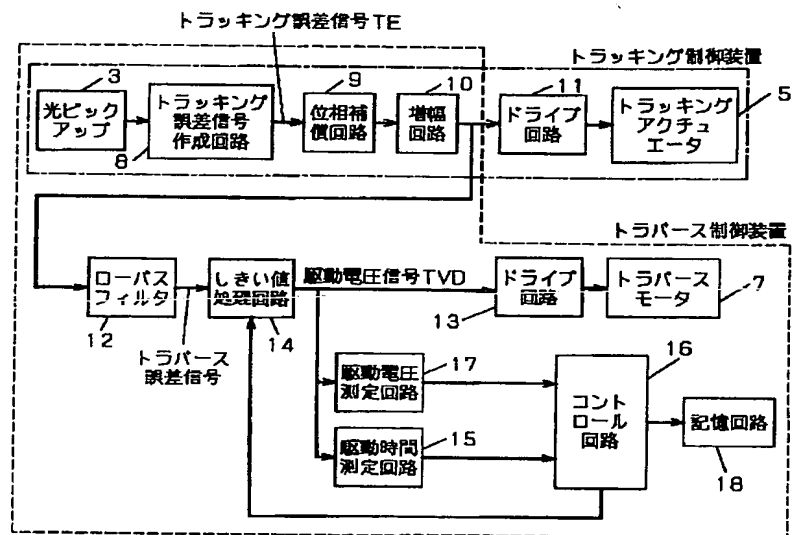 トラッキング誤差信号TE
トラッキング制御装置
3
9
10
11
5
光ピック
アップ
トラッキング
誤差信号
作成回路
位相補
償回路
増幅
回路
ドライブ
回路
トラッキング
アクチュ
エータ
8
トラバース制御装置
ローパス
フィルタ
しきい値
処理回路
駆動電圧信号TVD
ドライブ
回路
トラバース
モータ
12
トラバース
誤差信号
14
13
7
16
駆動電圧
測定回路
17
コント
ロール
回路
記憶回路
駆動時間
測定回路
15
18